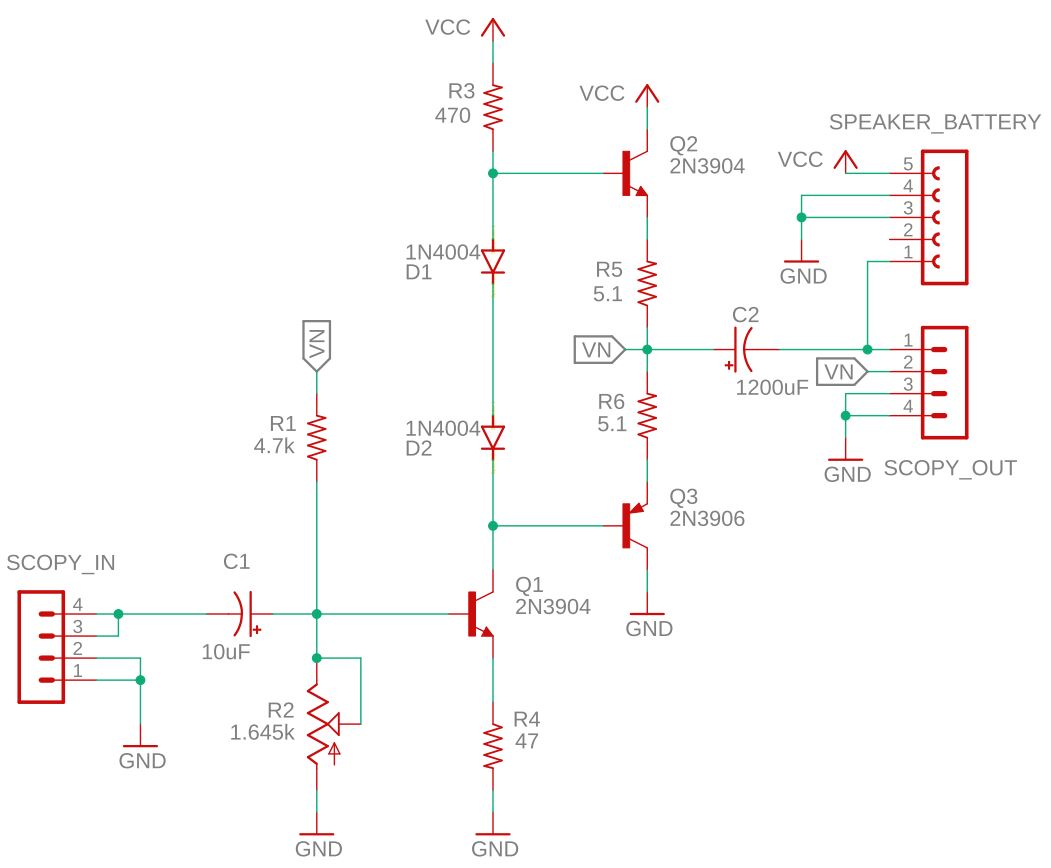 VCC
R3
470
VCC
Q2
2N3904
SPEAKER_BATTERY
VCC
5
4
3
2
1
GND
1N4004
D1
R5
5.1
VN
C2
+
1200uF
1
2
3
4
VN
GND
SCOPY_OUT
VN
R1
4.7k
1N4004
D2
R6
5.1
Q3
2N3906
GND
SCOPY_IN
4
3
2
1
GND
C1
+
10uF
Q1
2N3904
R2
1.645k
GND
R4
47
GND